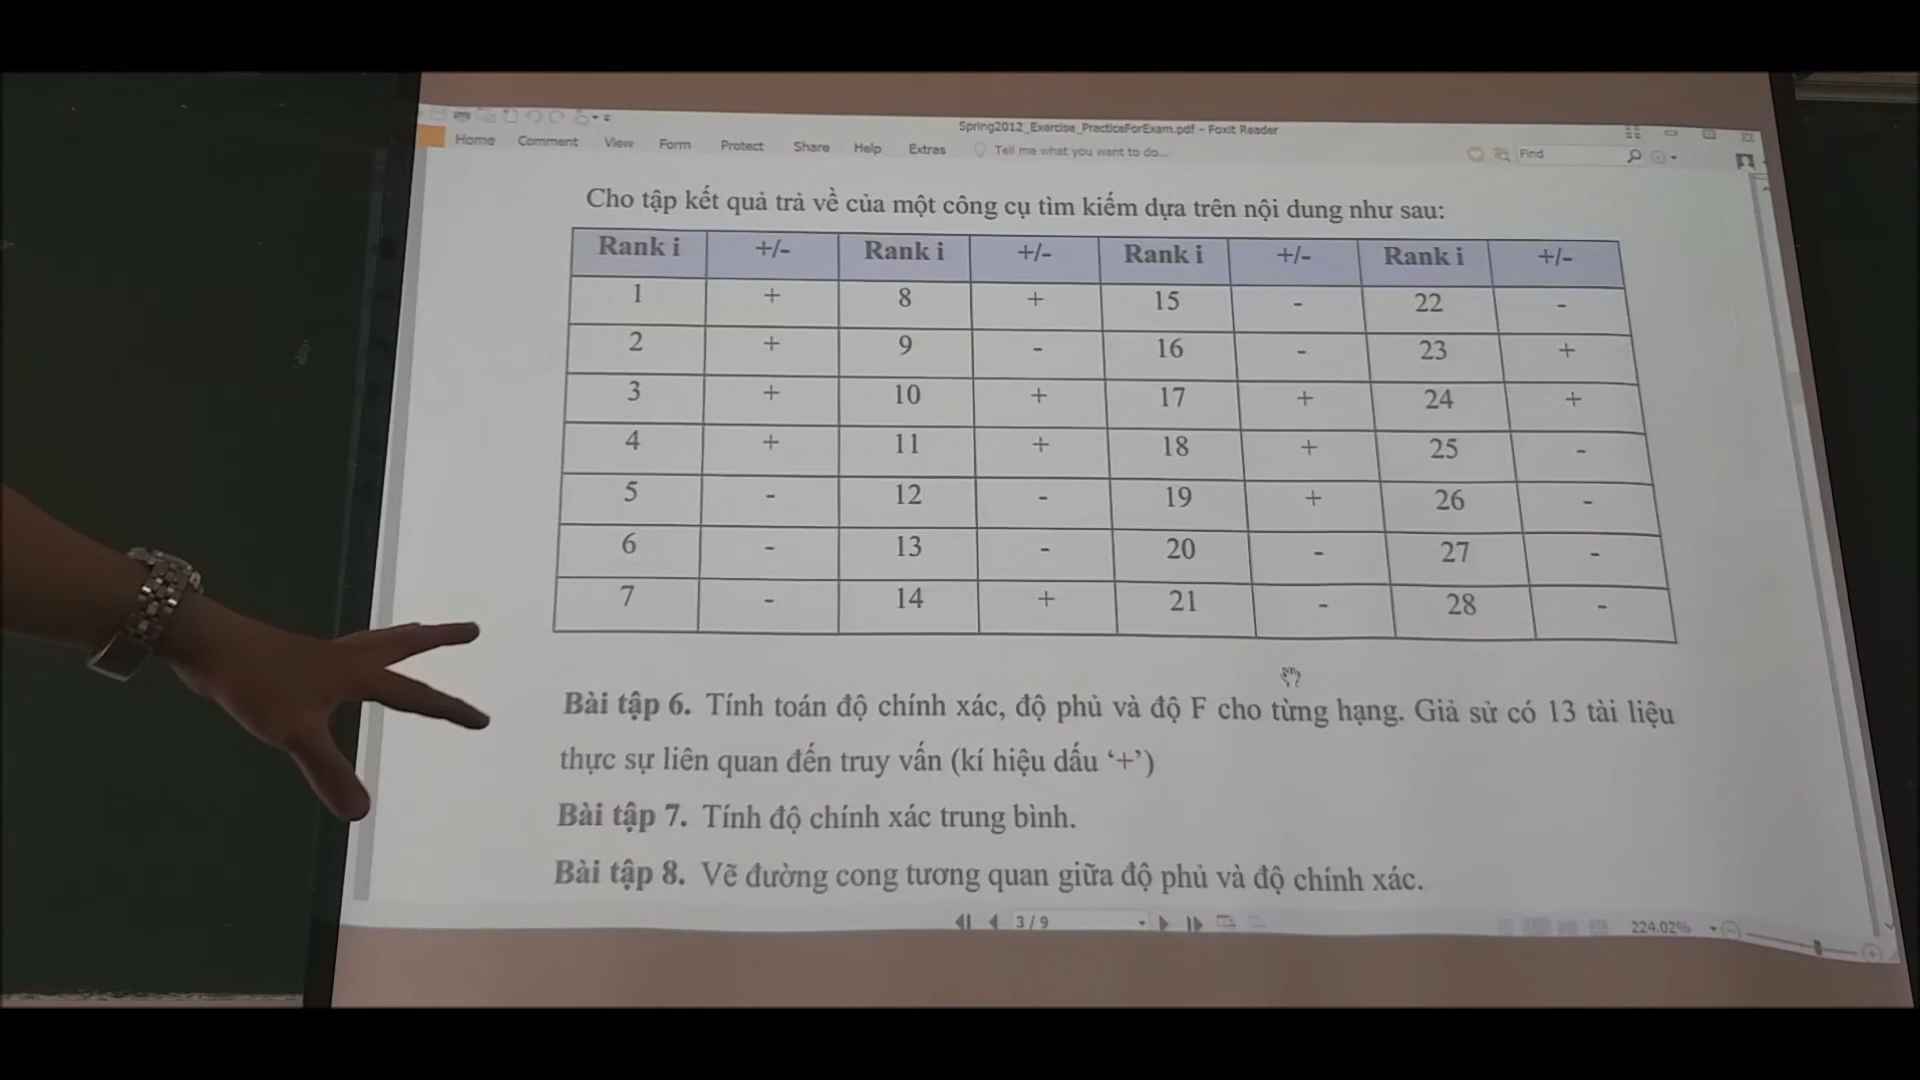 Spring2012_Exercise_PracticeForExam.pdf - Foxit Reader
Home Comment View Form Protect Share Help Extras Tell me what you want to do... Find
Cho tập kết quả trả về của một công cụ tìm kiếm dựa trên nội dung như sau:
Rank i +/- Rank i +/- Rank i +/- Rank i +/-
1 + 8 + 15 - 22 -
2 + 9 - 16 - 23 +
3 + 10 + 17 + 24 +
4 + 11 + 18 + 25 -
5 - 12 - 19 + 26 -
6 - 13 - 20 - 27 -
7 - 14 + 21 - 28 -
Bài tập 6. Tính toán độ chính xác, độ phủ và độ F cho từng hạng. Giả sử có 13 tài liệu
thực sự liên quan đến truy vấn (kí hiệu dấu ‘+’)
Bài tập 7. Tính độ chính xác trung bình.
Bài tập 8. Vẽ đường cong tương quan giữa độ phủ và độ chính xác.
3 / 9 224.02%